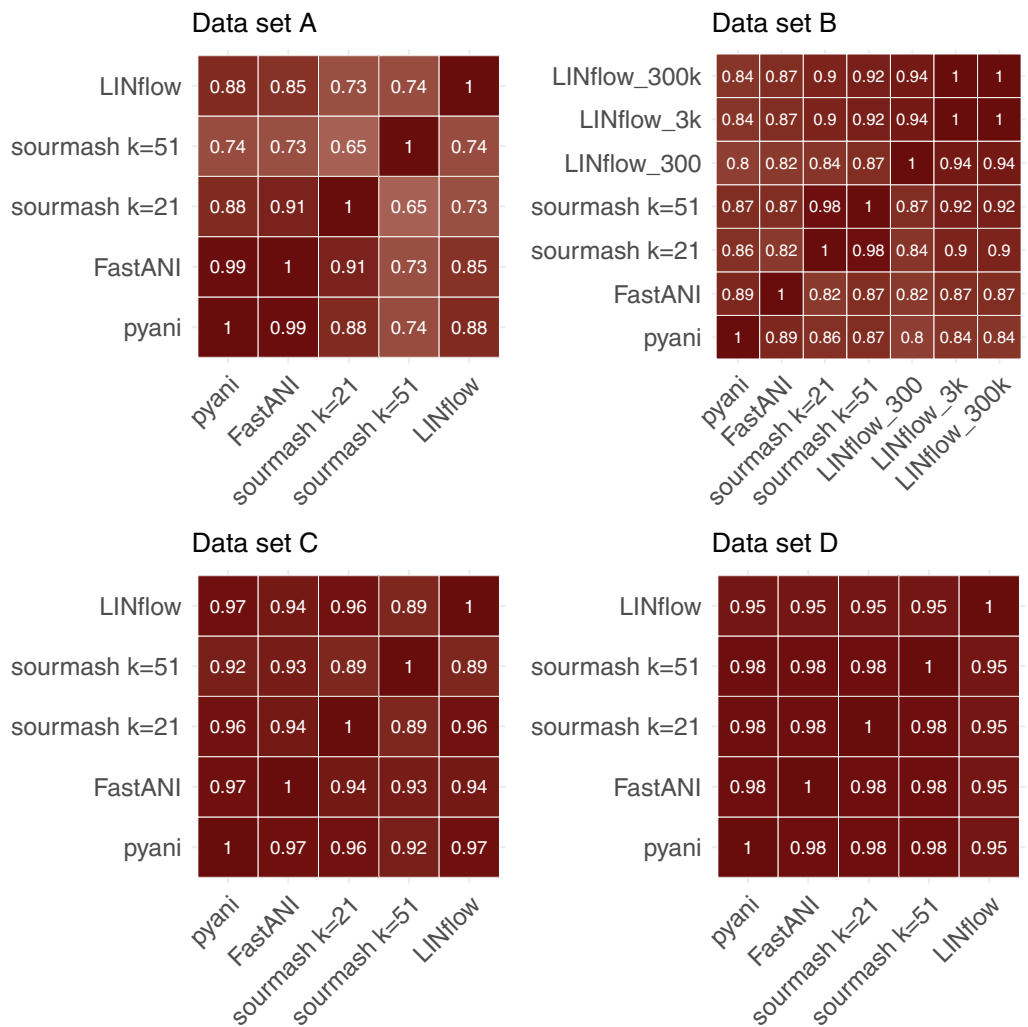 Data set A
LINflow 0.88 0.85 0.73 0.74 1
sourmash k=51 0.74 0.73 0.65 1 0.74
sourmash k=21 0.88 0.91 1 0.65 0.73
FastANI 0.99 1 0.91 0.73 0.85
pyani 1 0.99 0.88 0.74 0.88
pyani FastANI sourmash k=21 sourmash k=51 LINflow
Data set B
LINflow_300k 0.84 0.87 0.9 0.92 0.94 1 1
LINflow_3k 0.84 0.87 0.9 0.92 0.94 1 1
LINflow_300 0.8 0.82 0.84 0.87 1 0.94 0.94
sourmash k=51 0.87 0.87 0.98 1 0.87 0.92 0.92
sourmash k=21 0.86 0.82 1 0.98 0.84 0.9 0.9
FastANI 0.89 1 0.82 0.87 0.82 0.87 0.87
pyani 1 0.89 0.86 0.87 0.8 0.84 0.84
pyani FastANI sourmash k=21 sourmash k=51 LINflow_300 LINflow_3k LINflow_300k
Data set C
LINflow 0.97 0.94 0.96 0.89 1
sourmash k=51 0.92 0.93 0.89 1 0.89
sourmash k=21 0.96 0.94 1 0.89 0.96
FastANI 0.97 1 0.94 0.93 0.94
pyani 1 0.97 0.96 0.92 0.97
pyani FastANI sourmash k=21 sourmash k=51 LINflow
Data set D
LINflow 0.95 0.95 0.95 0.95 1
sourmash k=51 0.98 0.98 0.98 1 0.95
sourmash k=21 0.98 0.98 1 0.98 0.95
FastANI 0.98 1 0.98 0.98 0.95
pyani 1 0.98 0.98 0.98 0.95
pyani FastANI sourmash k=21 sourmash k=51 LINflow